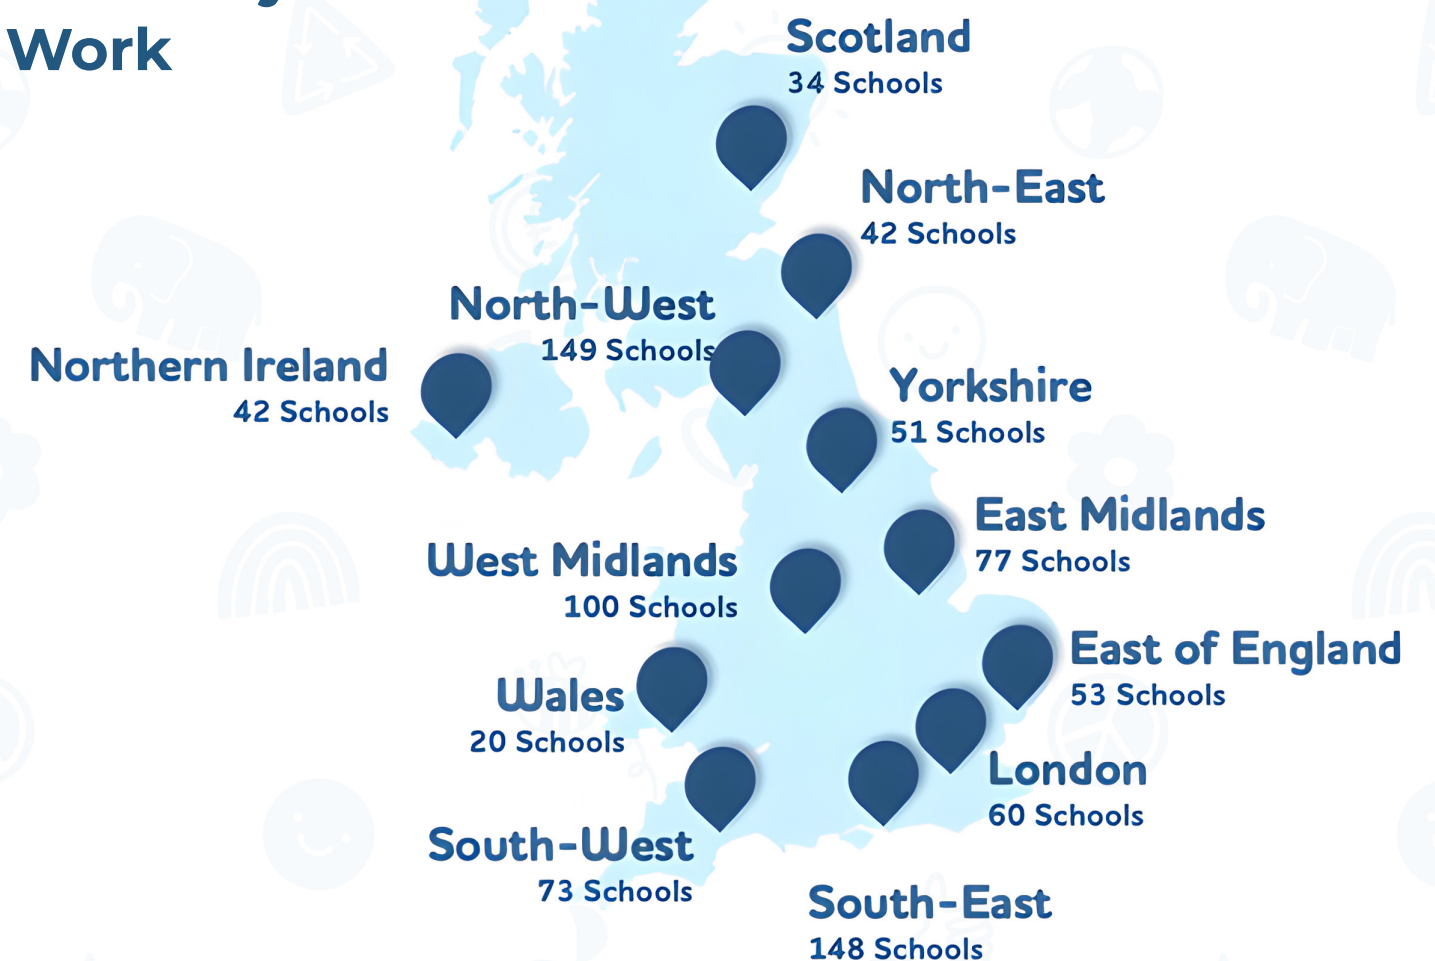 Work
Scotland
34 Schools
North-East
42 Schools
North-West
149 Schools
Northern Ireland
42 Schools
Yorkshire
51 Schools
East Midlands
77 Schools
West Midlands
100 Schools
East of England
53 Schools
Wales
20 Schools
London
60 Schools
South-West
73 Schools
South-East
148 Schools